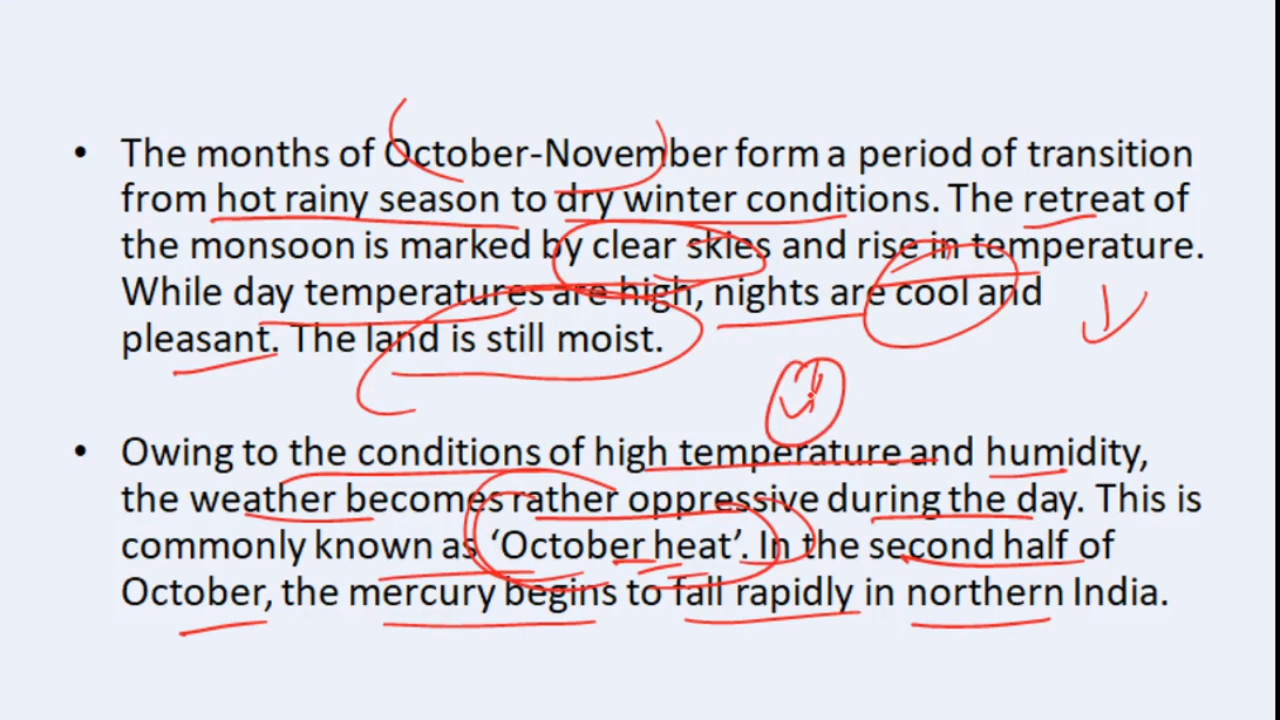 • The months of October-November form a period of transition
from hot rainy season to dry winter conditions. The retreat of
the monsoon is marked by clear skies and rise in temperature.
While day temperatures are high, nights are cool and
pleasant. The land is still moist.
• Owing to the conditions of high temperature and humidity,
the weather becomes rather oppressive during the day. This is
commonly known as ‘October heat’. In the second half of
October, the mercury begins to fall rapidly in northern India.